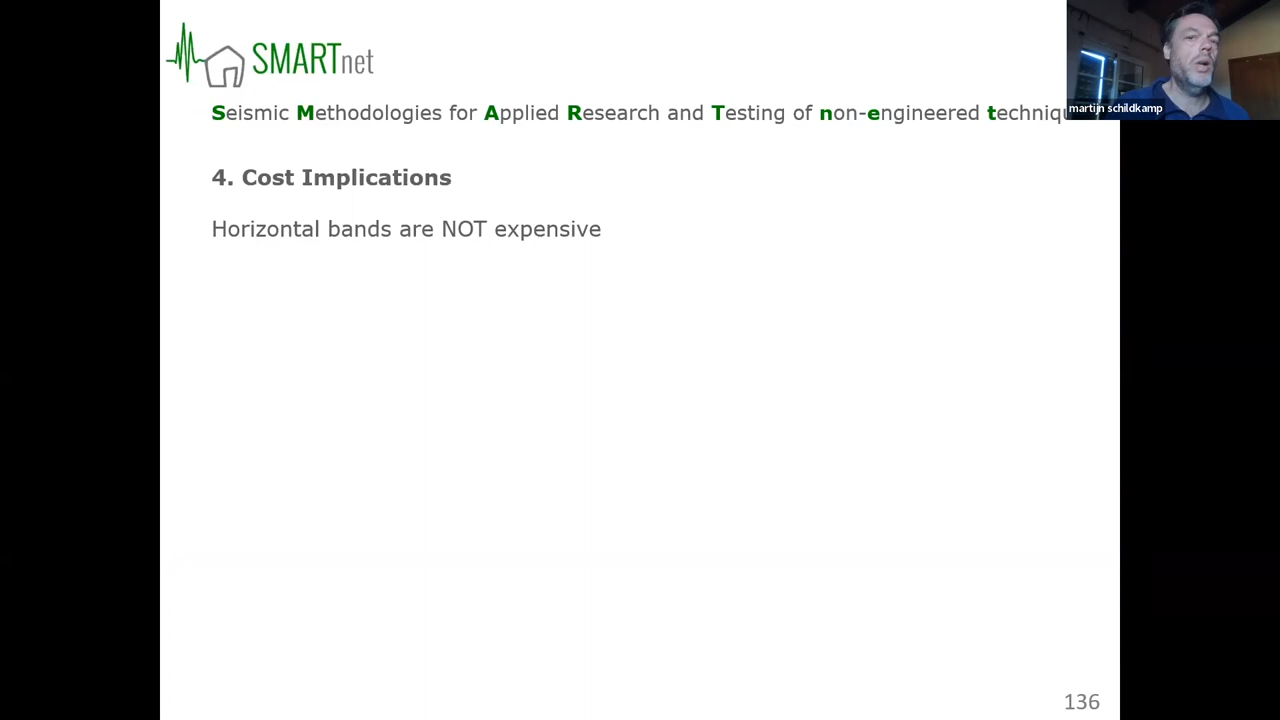 SMARTnet
martijn schildkamp
Seismic Methodologies for Applied Research and Testing of non-engineered
4. Cost Implications
Horizontal bands are NOT expensive
136